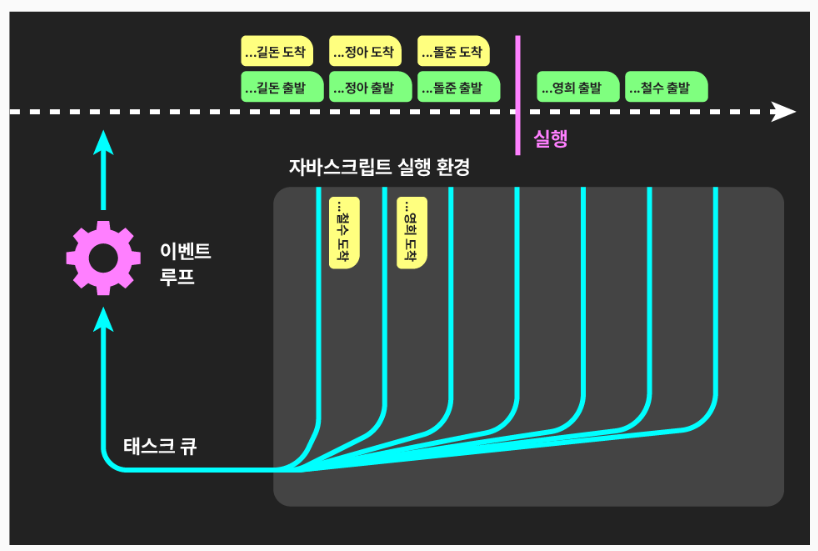 ...길돈 도착
...정아 도착
...돌준 도착
...길돈 출발
...정아 출발
...돌준 출발
...영희 출발
...철수 출발
실행
자바스크립트 실행 환경
...철수 도착
...영희 도착
이벤트
루프
태스크 큐